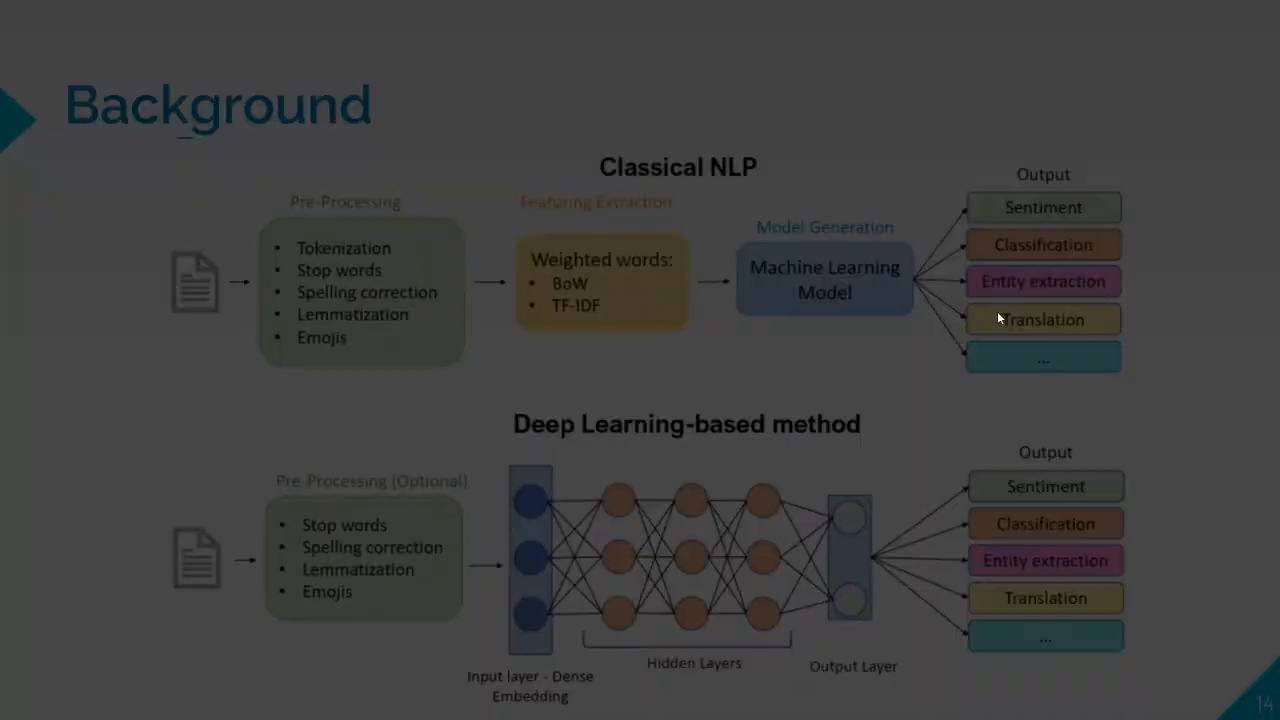 Background
Classical NLP
Pre-Processing
• Tokenization
• Stop words
• Spelling correction
• Lemmatization
• Emojis
Featuring Extraction
Weighted words:
• BoW
• TF-IDF
Model Generation
Machine Learning
Model
Output
Sentiment
Classification
Entity extraction
Translation
...
Deep Learning-based method
Pre-Processing (Optional)
• Stop words
• Spelling correction
• Lemmatization
• Emojis
Input layer - Dense
Embedding
Hidden Layers
Output Layer
Output
Sentiment
Classification
Entity extraction
Translation
...
14